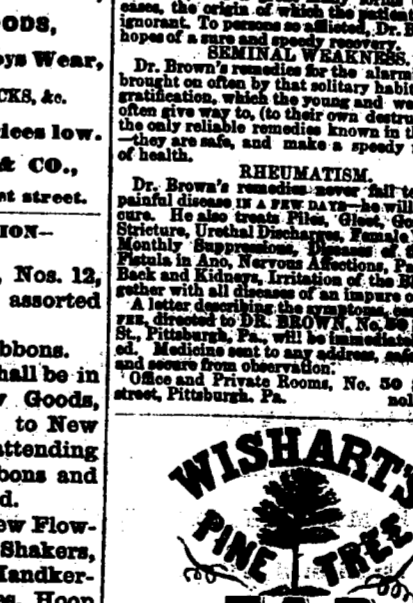 ODS,
oys Wear,
CKS, &c.
ices low.
& CO.,
street.
ION—
, Nos. 12,
assorted
bbons.
hall be in
Goods,
to New
ttending
bons and
d.
ew Flow-
Shakers,
Handker-
Hoop
eases, the origin of which the patient
ignorant. To persons so afflicted, Dr. B
hopes of a sure and speedy recovery.
SEMINAL WEAKNESS.
Dr. Brown's remedies for the alarm
brought on often by that solitary habit
gratification, which the young and we
often give way to, (to their own destru
the only reliable remedies known in t
—they are safe, and make a speedy
of health.
RHEUMATISM.
Dr. Brown's remedies never fail to
painful disease IN A FEW DAYS—he will
cure. He also treats Piles, Gleet, Go
Stricture, Urethal Discharges, Female
Monthly Suppressions, Diseases of
Fistula in Ano, Nervous Affections, P
Back and Kidneys, Irritation of the B
gether with all diseases of an impure
A letter describing the symptoms,
FEE, directed to DR. BROWN, No. 50
St., Pittsburgh, Pa., will be immediate
ed. Medicine sent to any address, safe
and secure from observation.
Office and Private Rooms, No. 50
street, Pittsburgh. Pa.
WISHART'S
PINE TREE